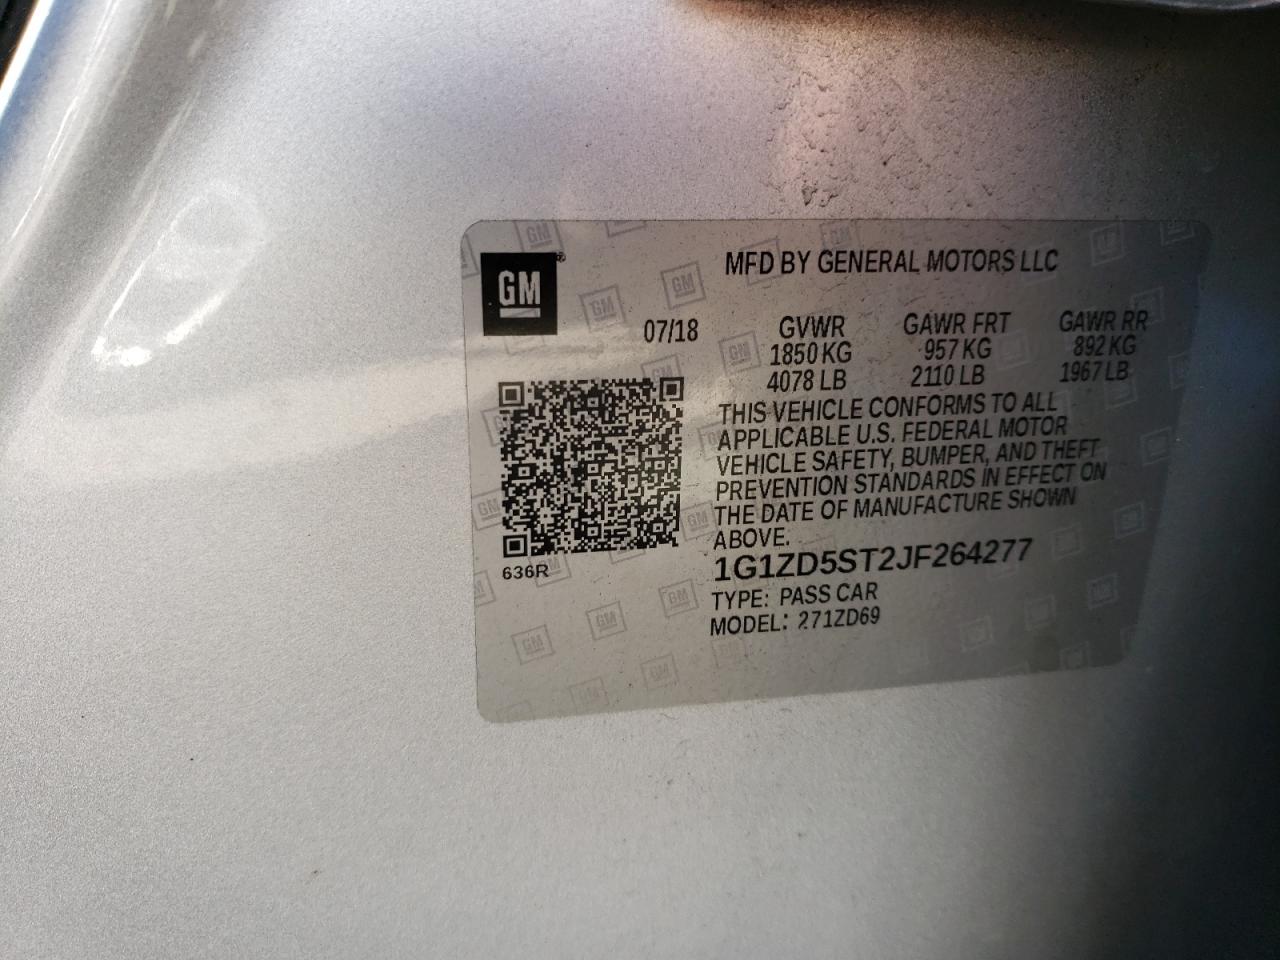 GM®
MFD BY GENERAL MOTORS LLC
07/18 GVWR GAWR FRT GAWR RR
1850 KG 957 KG 892 KG
4078 LB 2110 LB 1967 LB
THIS VEHICLE CONFORMS TO ALL
APPLICABLE U.S. FEDERAL MOTOR
VEHICLE SAFETY, BUMPER, AND THEFT
PREVENTION STANDARDS IN EFFECT ON
THE DATE OF MANUFACTURE SHOWN
ABOVE.
1G1ZD5ST2JF264277
636R
TYPE: PASS CAR
MODEL: 271ZD69